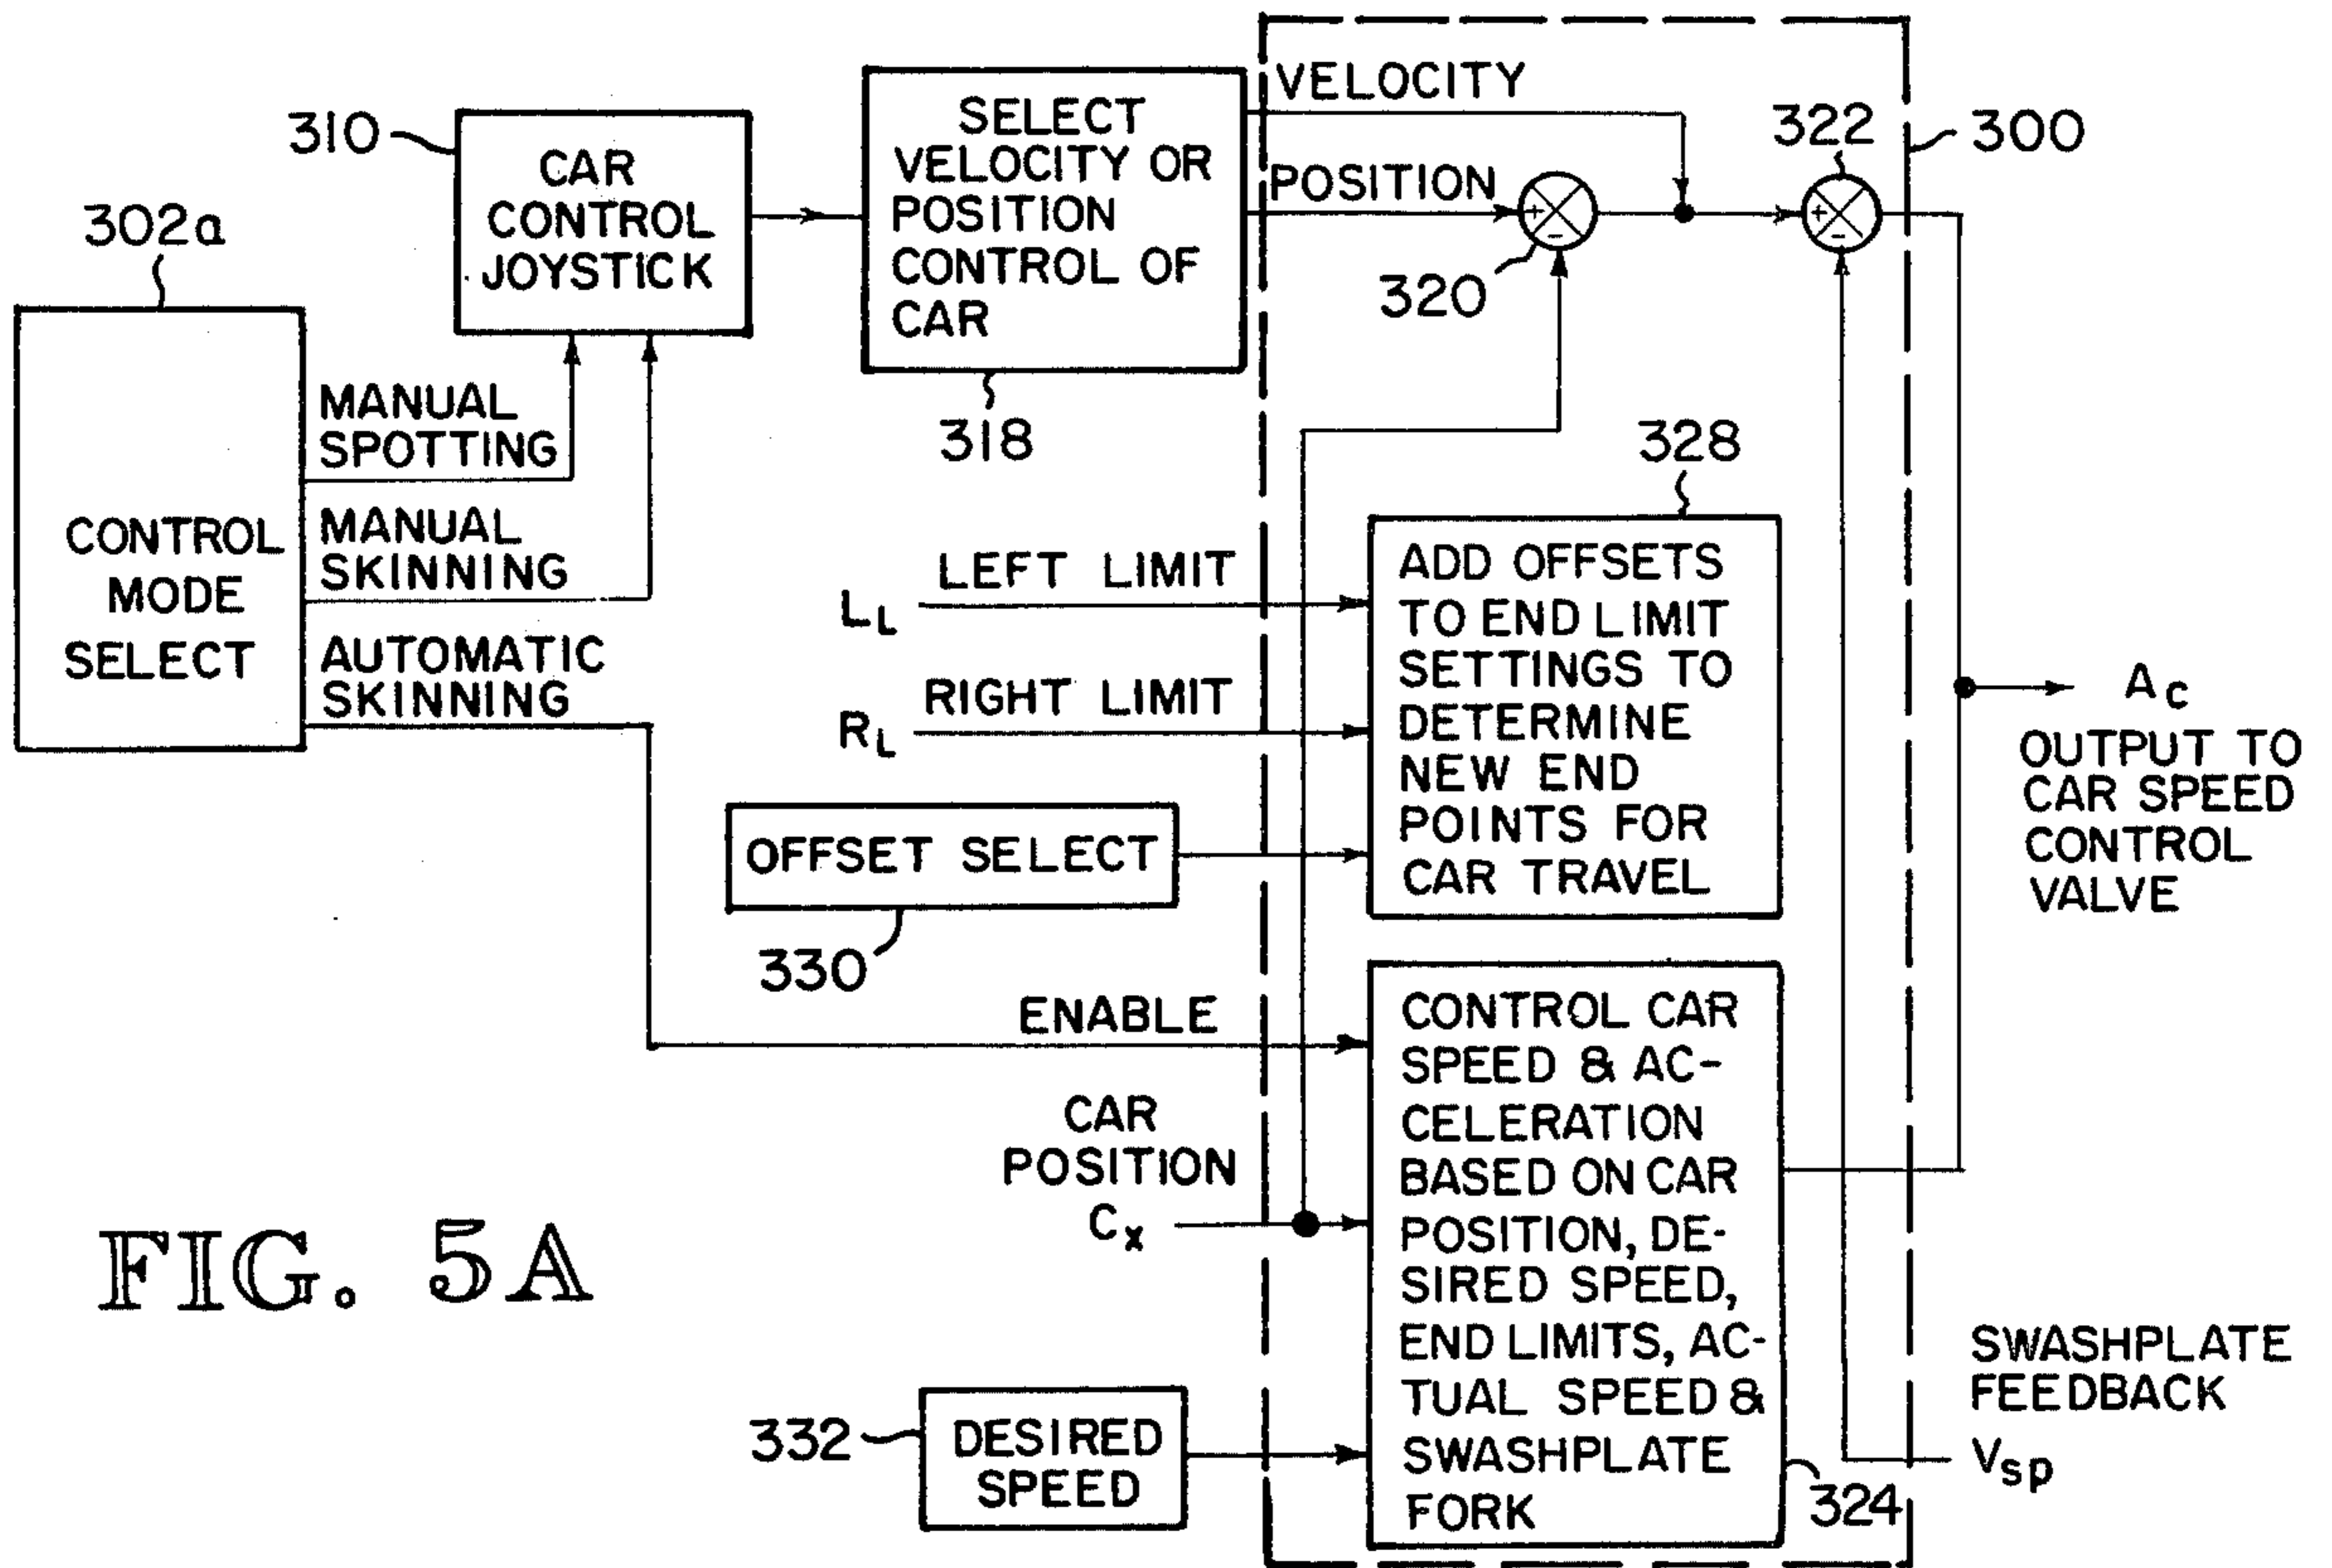 302a
CONTROL
MODE
SELECT
MANUAL
SPOTTING
MANUAL
SKINNING
AUTOMATIC
SKINNING
310
CAR
CONTROL
JOYSTICK
SELECT
VELOCITY OR
POSITION
CONTROL OF
CAR
318
VELOCITY
POSITION
+
-
320
322
+
-
300
328
LEFT LIMIT
LL
RIGHT LIMIT
RL
OFFSET SELECT
330
ADD OFFSETS
TO END LIMIT
SETTINGS TO
DETERMINE
NEW END
POINTS FOR
CAR TRAVEL
Ac
OUTPUT TO
CAR SPEED
CONTROL
VALVE
ENABLE
CAR
POSITION
Cx
332
DESIRED
SPEED
CONTROL CAR
SPEED & AC-
CELERATION
BASED ON CAR
POSITION, DE-
SIRED SPEED,
END LIMITS, AC-
TUAL SPEED &
SWASHPLATE
FORK
324
SWASHPLATE
FEEDBACK
Vsp
FIG. 5A